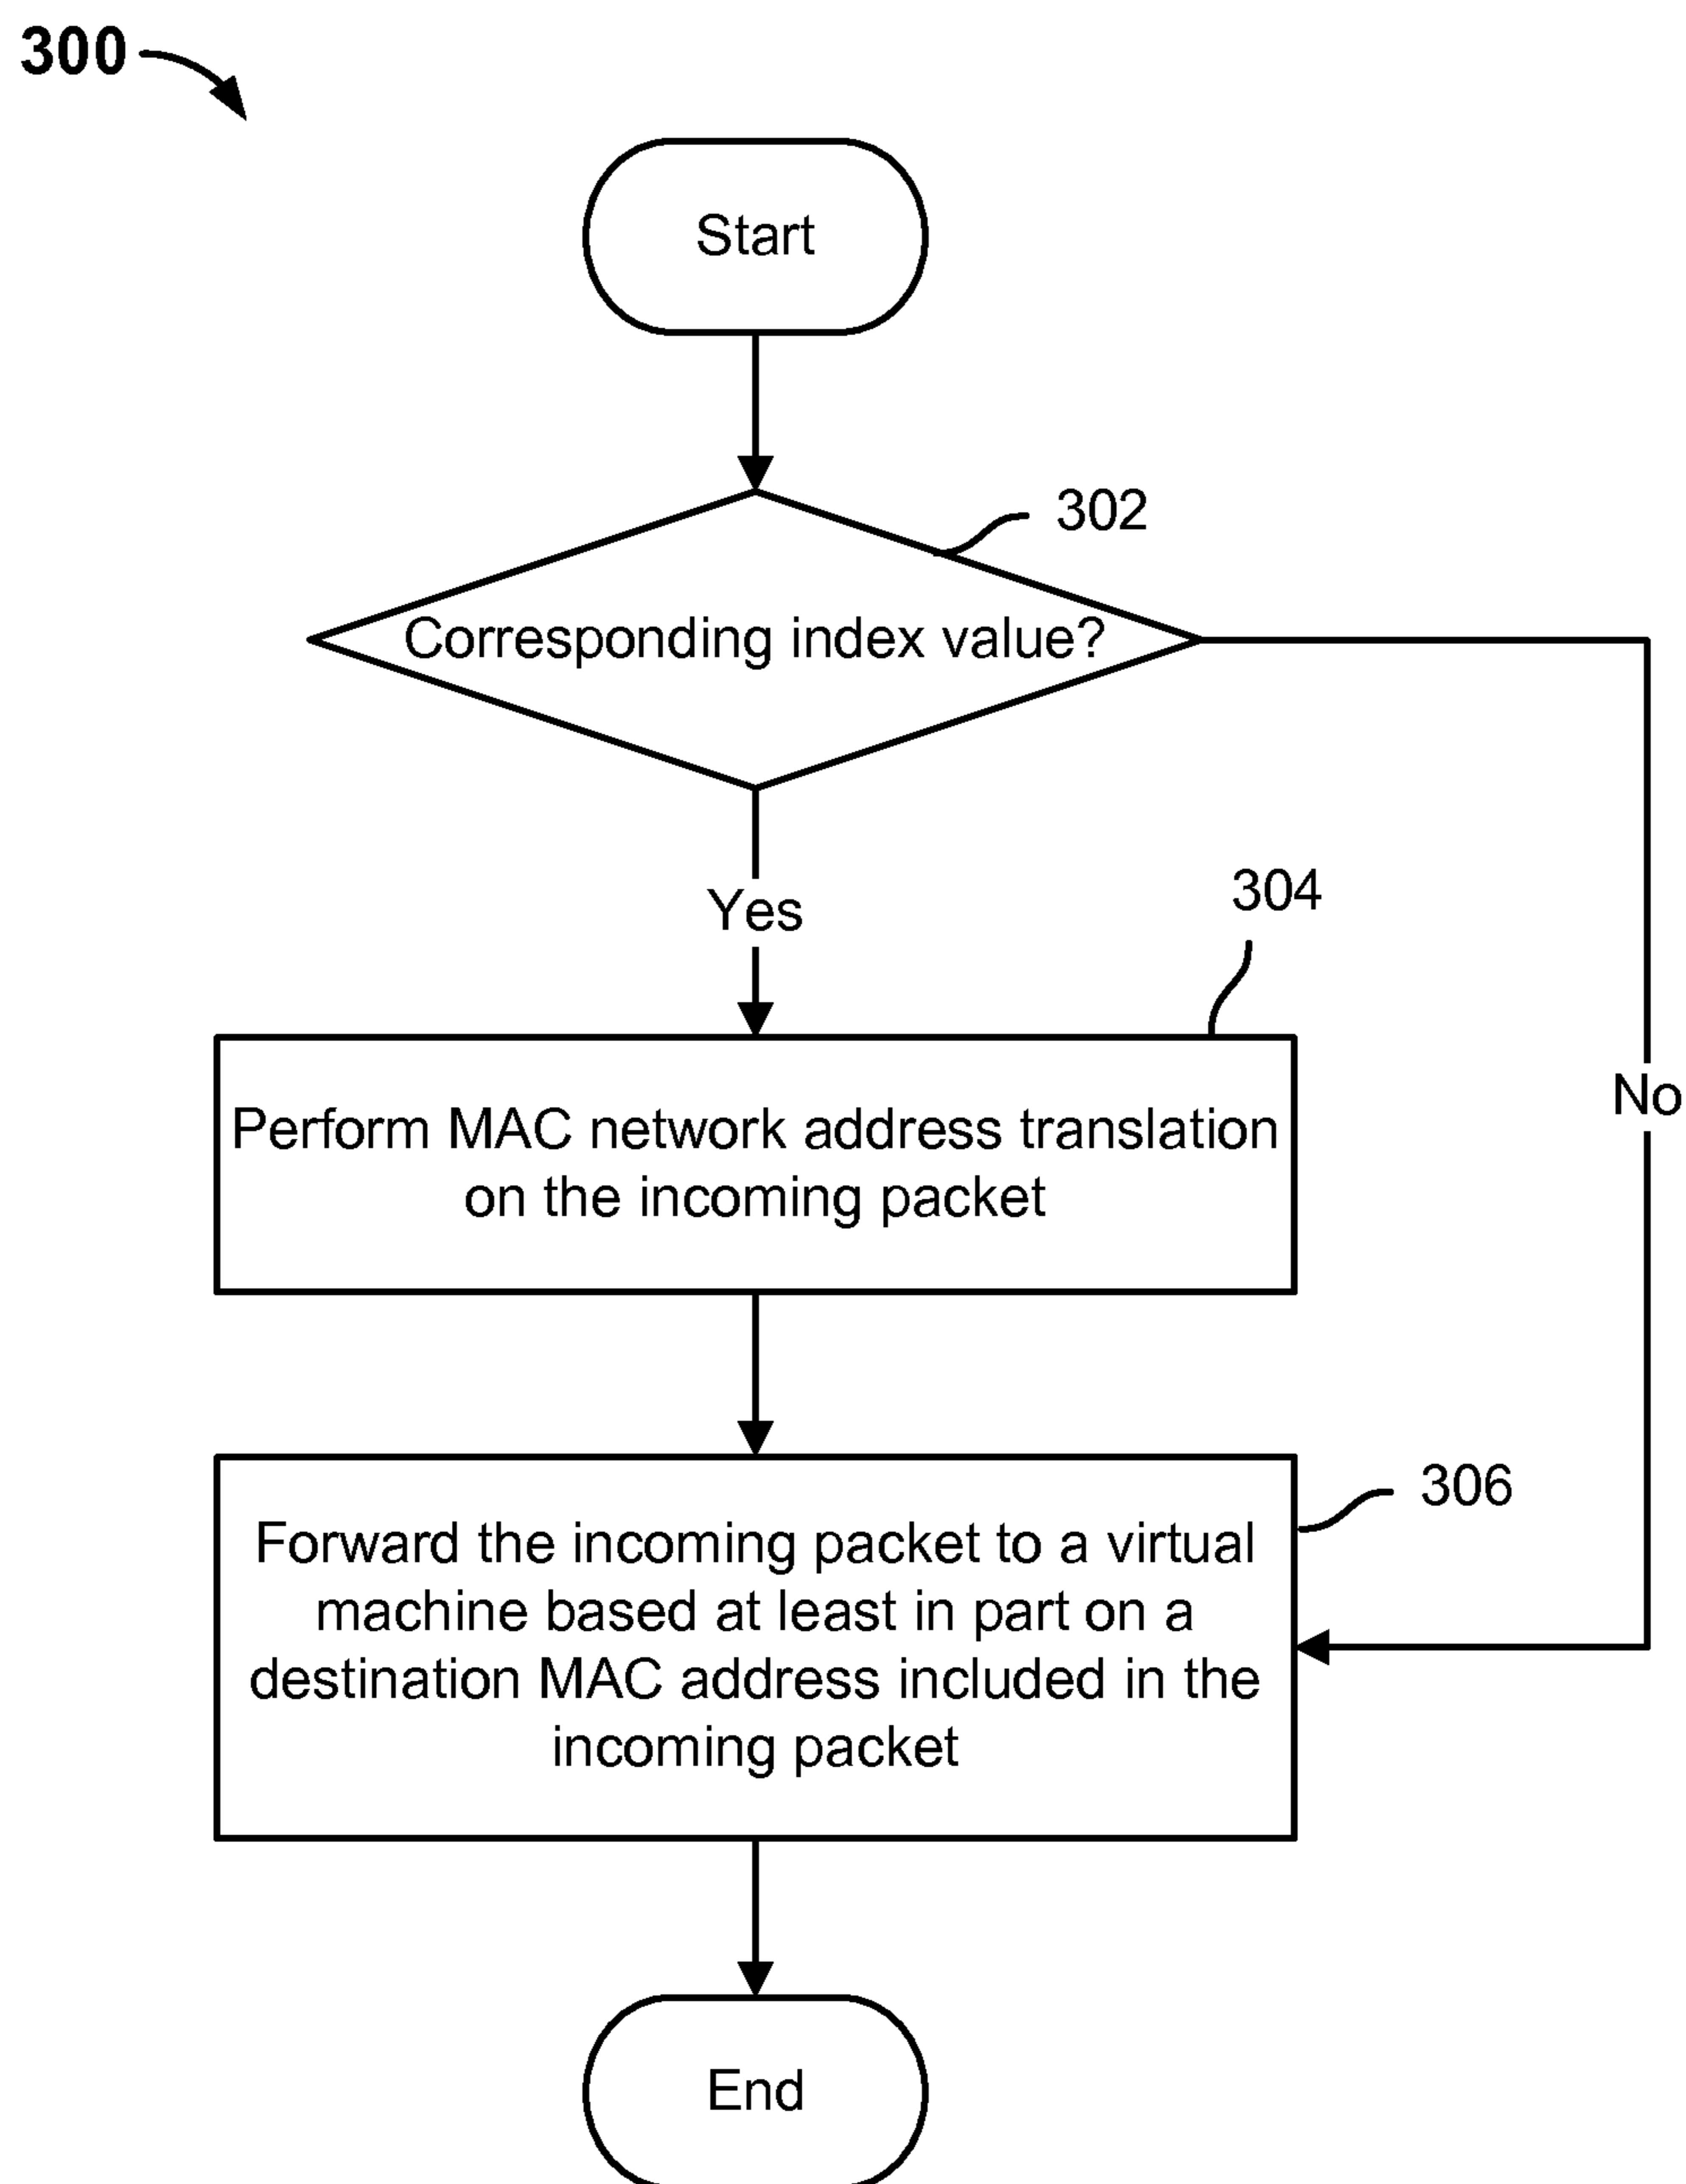 300
Start
302
Corresponding index value?
Yes
304
No
Perform MAC network address translation
on the incoming packet
306
Forward the incoming packet to a virtual
machine based at least in part on a
destination MAC address included in the
incoming packet
End